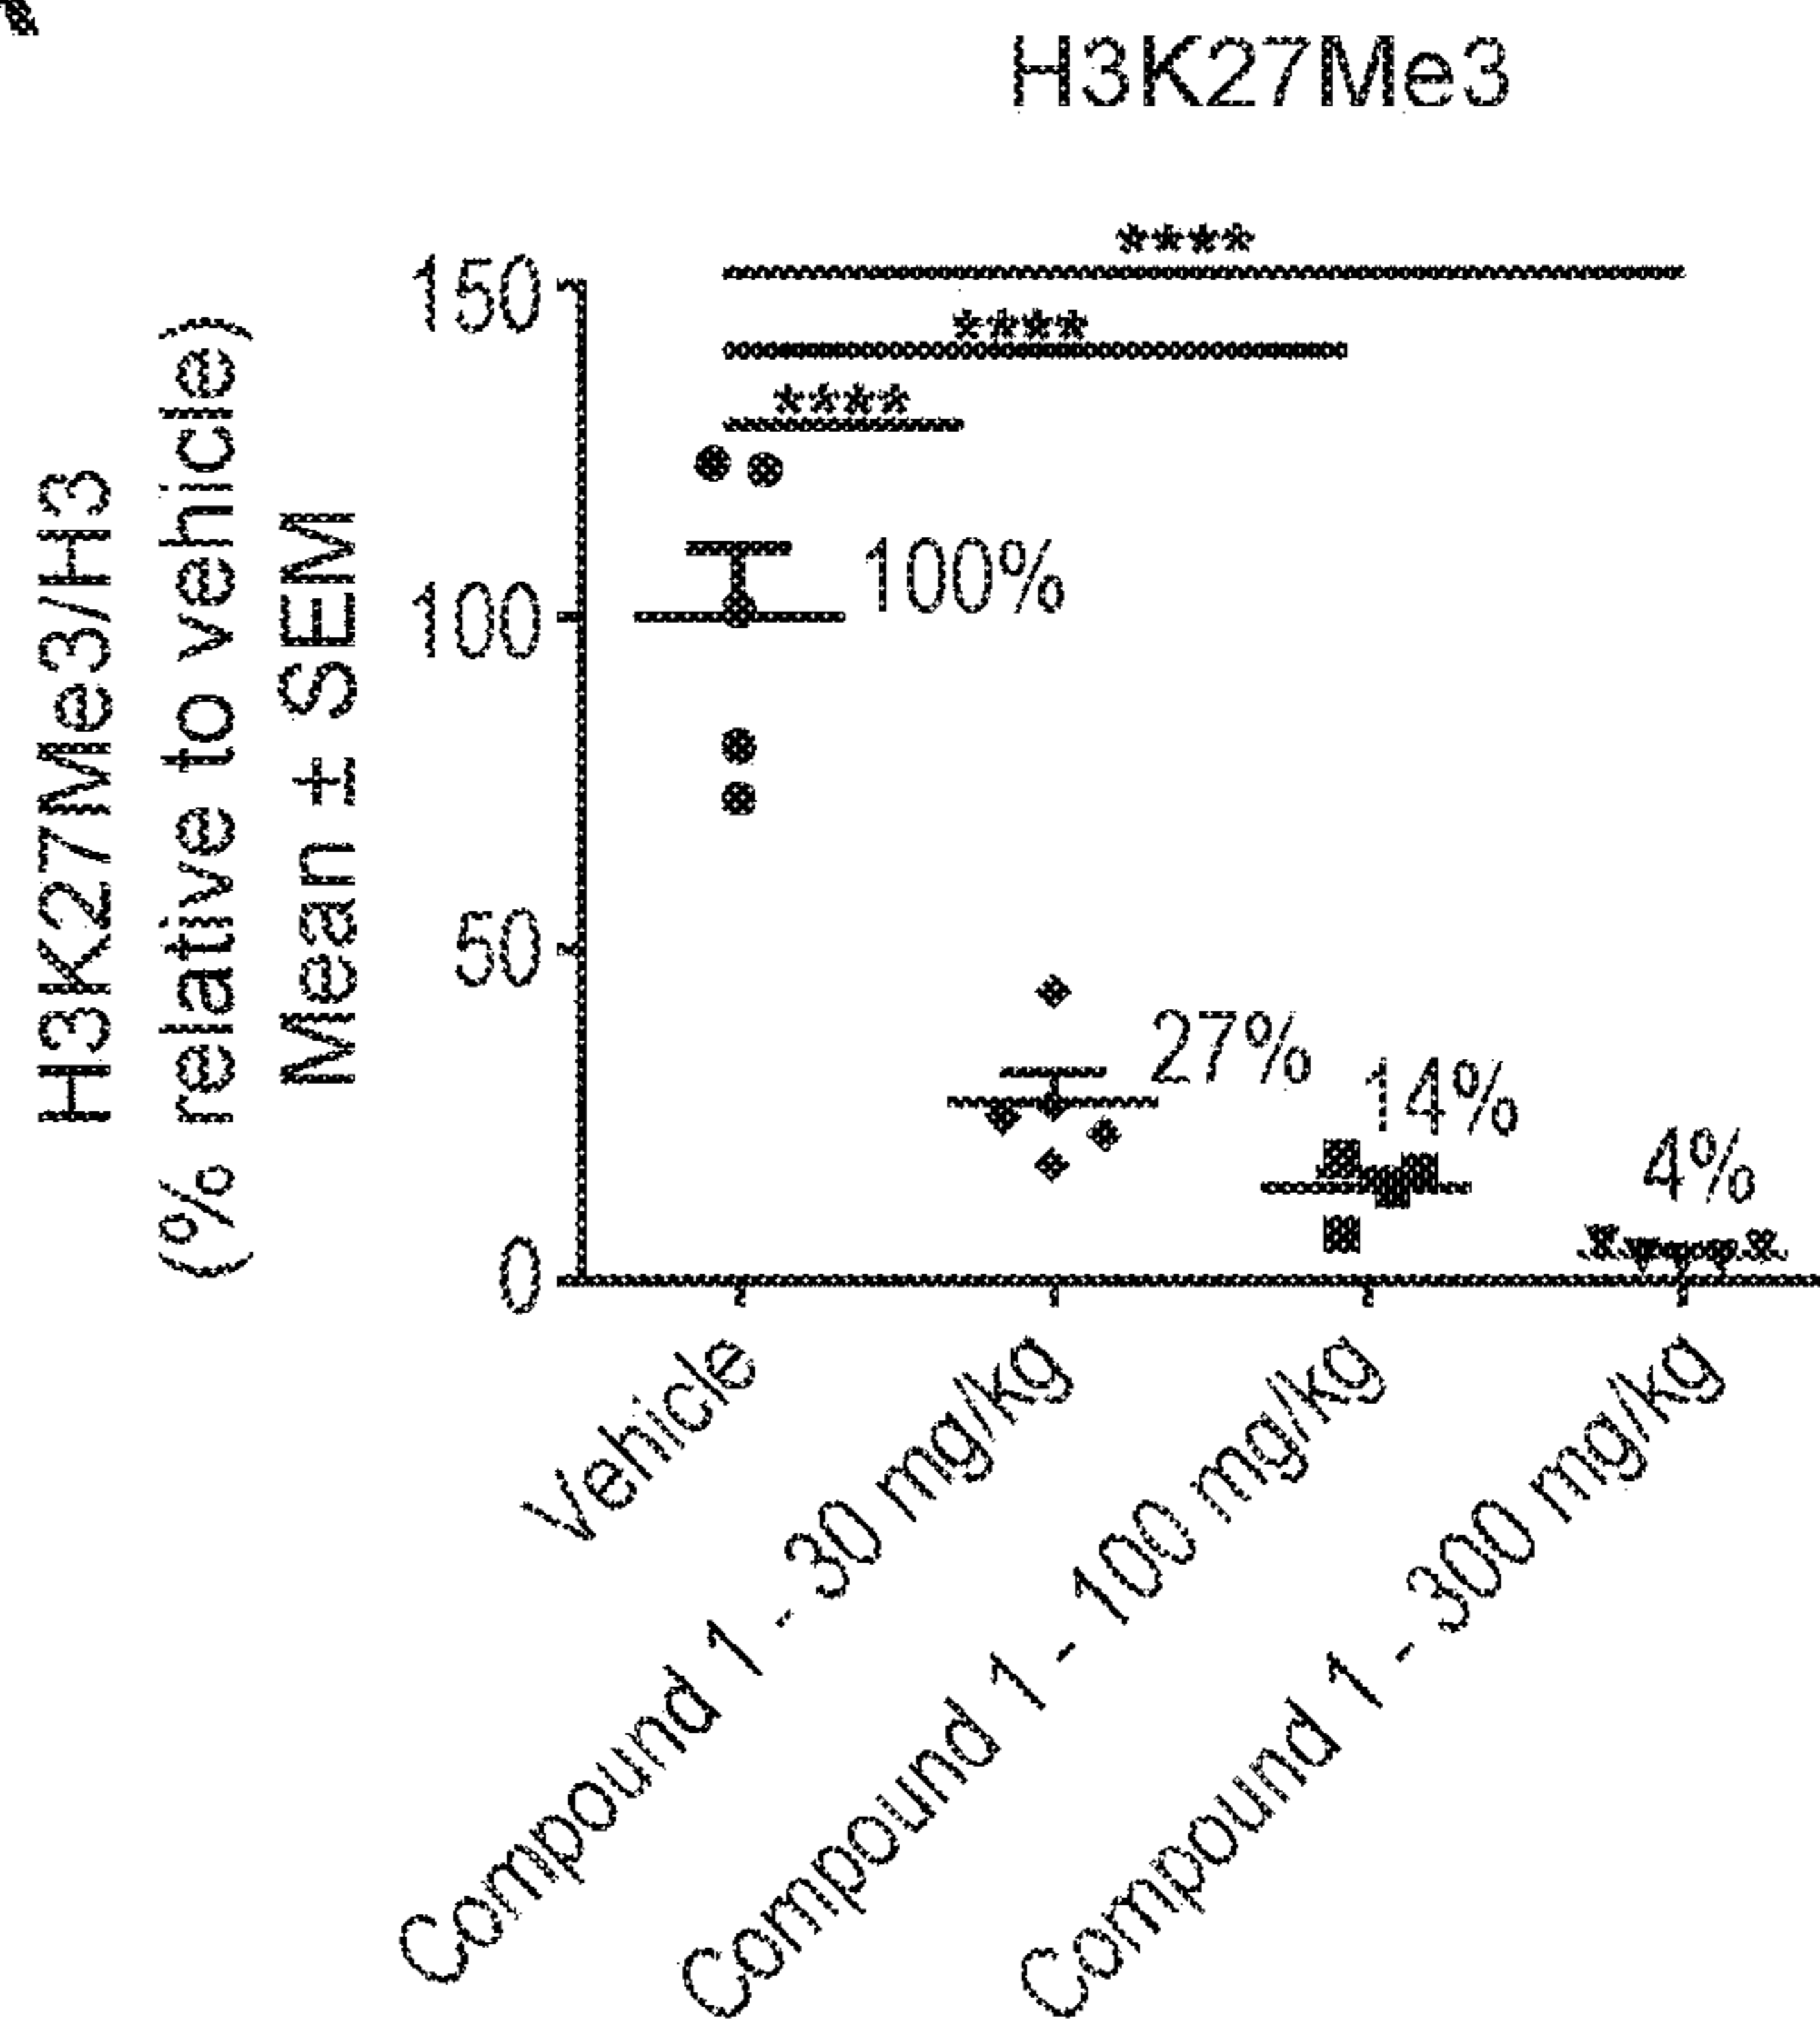 H3K27Me3
H3K27Me3/H3
(% relative to vehicle)
Mean ± SEM
150
100
50
0
****
****
****
100%
27%
14%
4%
Vehicle
Compound 1 - 30 mg/kg
Compound 1 - 100 mg/kg
Compound 1 - 300 mg/kg